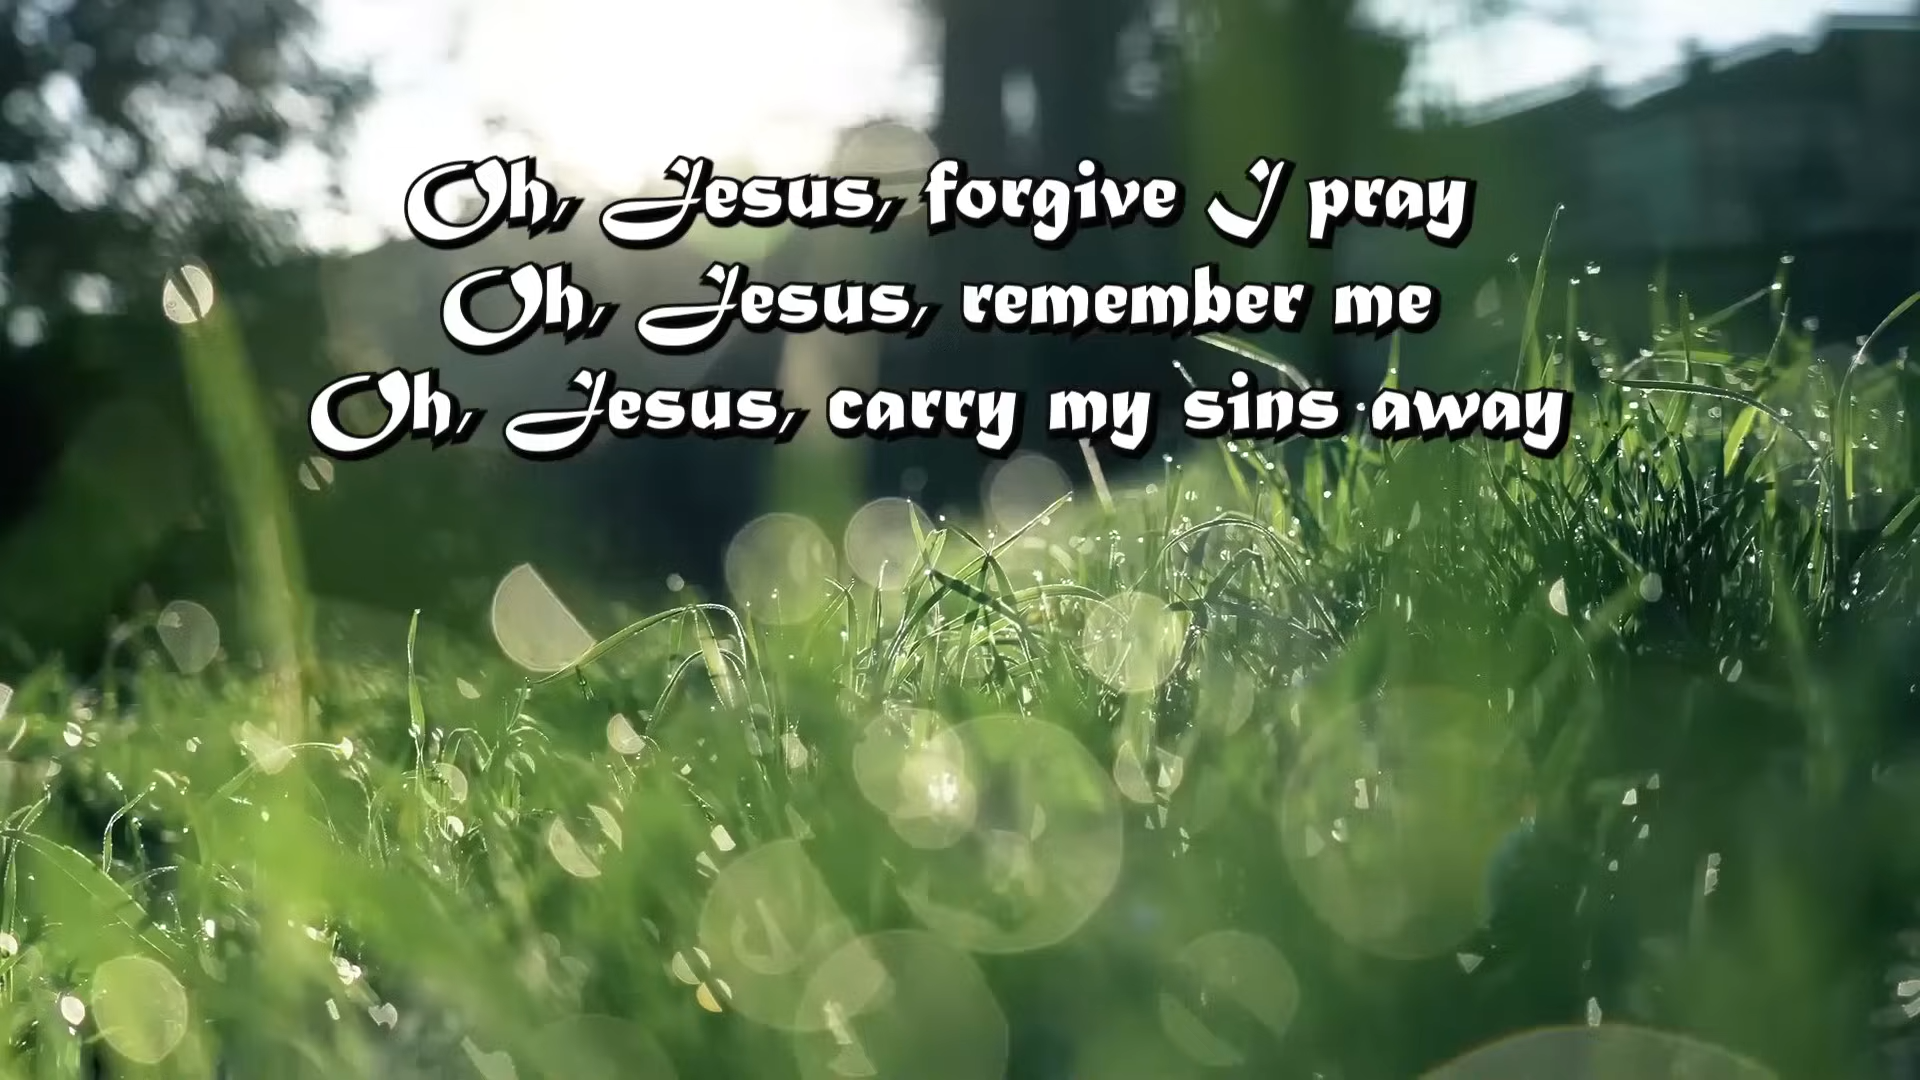 Oh, Jesus, forgive I pray
Oh, Jesus, remember me
Oh, Jesus, carry my sins away